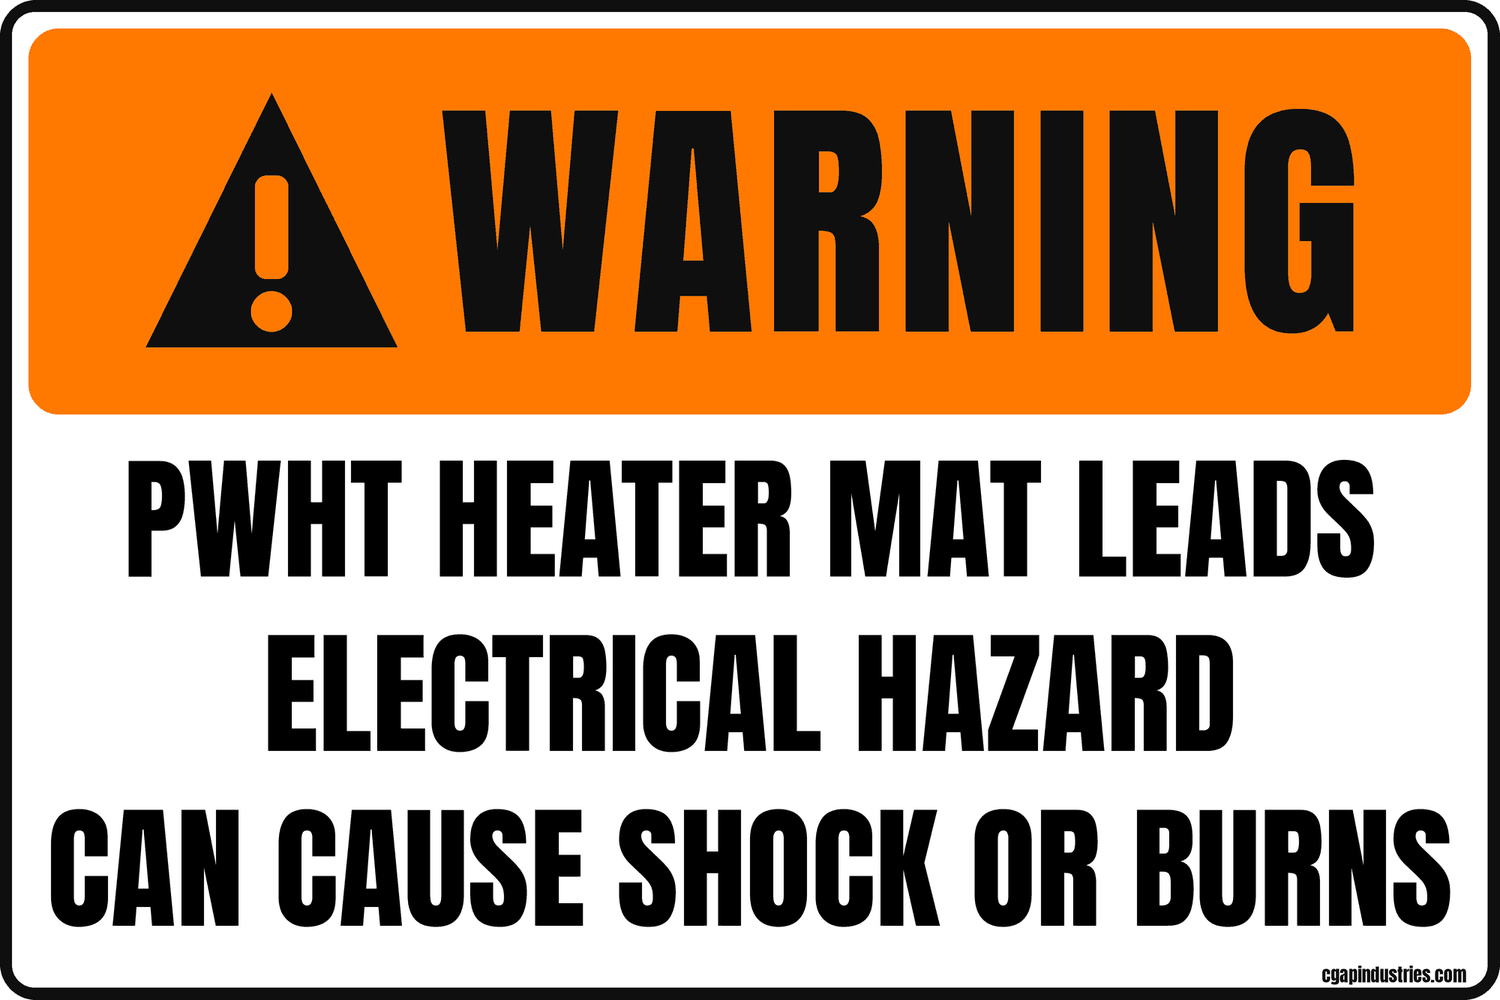 WARNING
PWHT HEATER MAT LEADS
ELECTRICAL HAZARD
CAN CAUSE SHOCK OR BURNS
cgapindustries.com